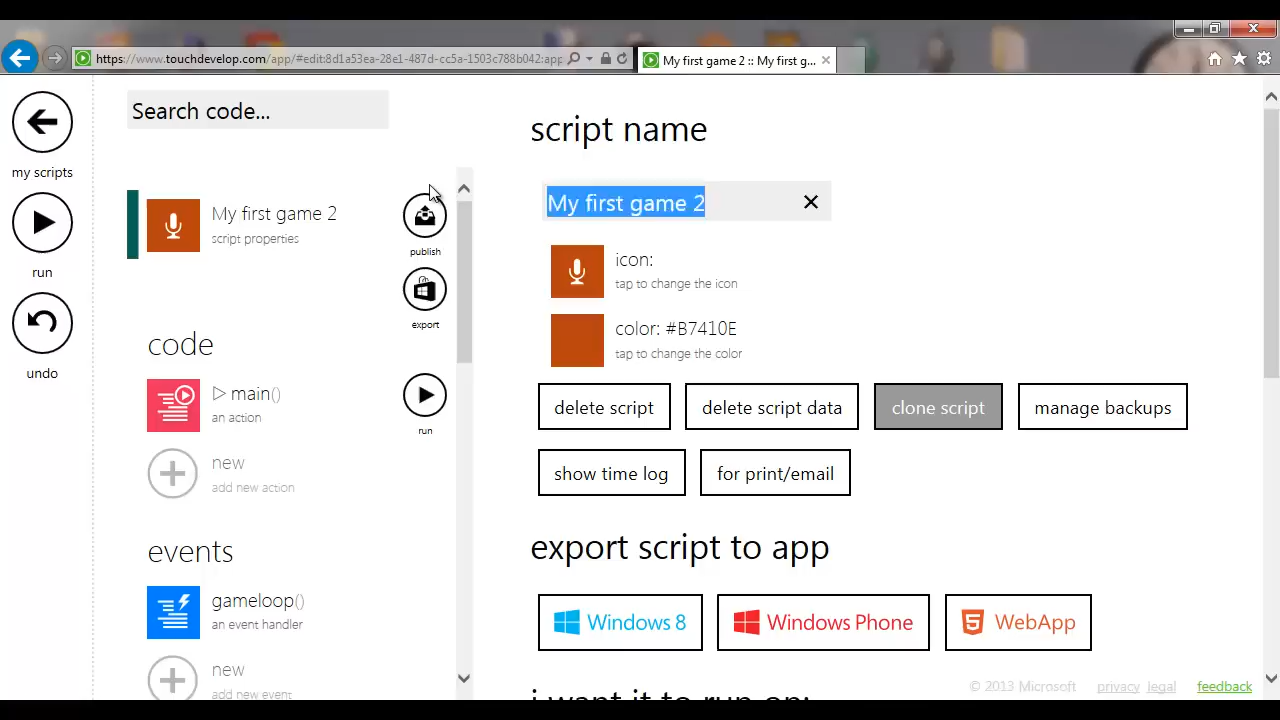 https://www.touchdevelop.com/app/#edit:8d1a53ea-28e1-487d-cc5a-1503c788b042:app
My first game 2 :: My first g...
Search code...
my scripts
run
undo
My first game 2
script properties
publish
export
code
main()
an action
run
new
add new action
events
gameloop()
an event handler
new
add new event
script name
My first game 2
icon:
tap to change the icon
color: #B7410E
tap to change the color
delete script
delete script data
clone script
manage backups
show time log
for print/email
export script to app
Windows 8
Windows Phone
WebApp
i want it to run on:
© 2013 Microsoft privacy legal feedback